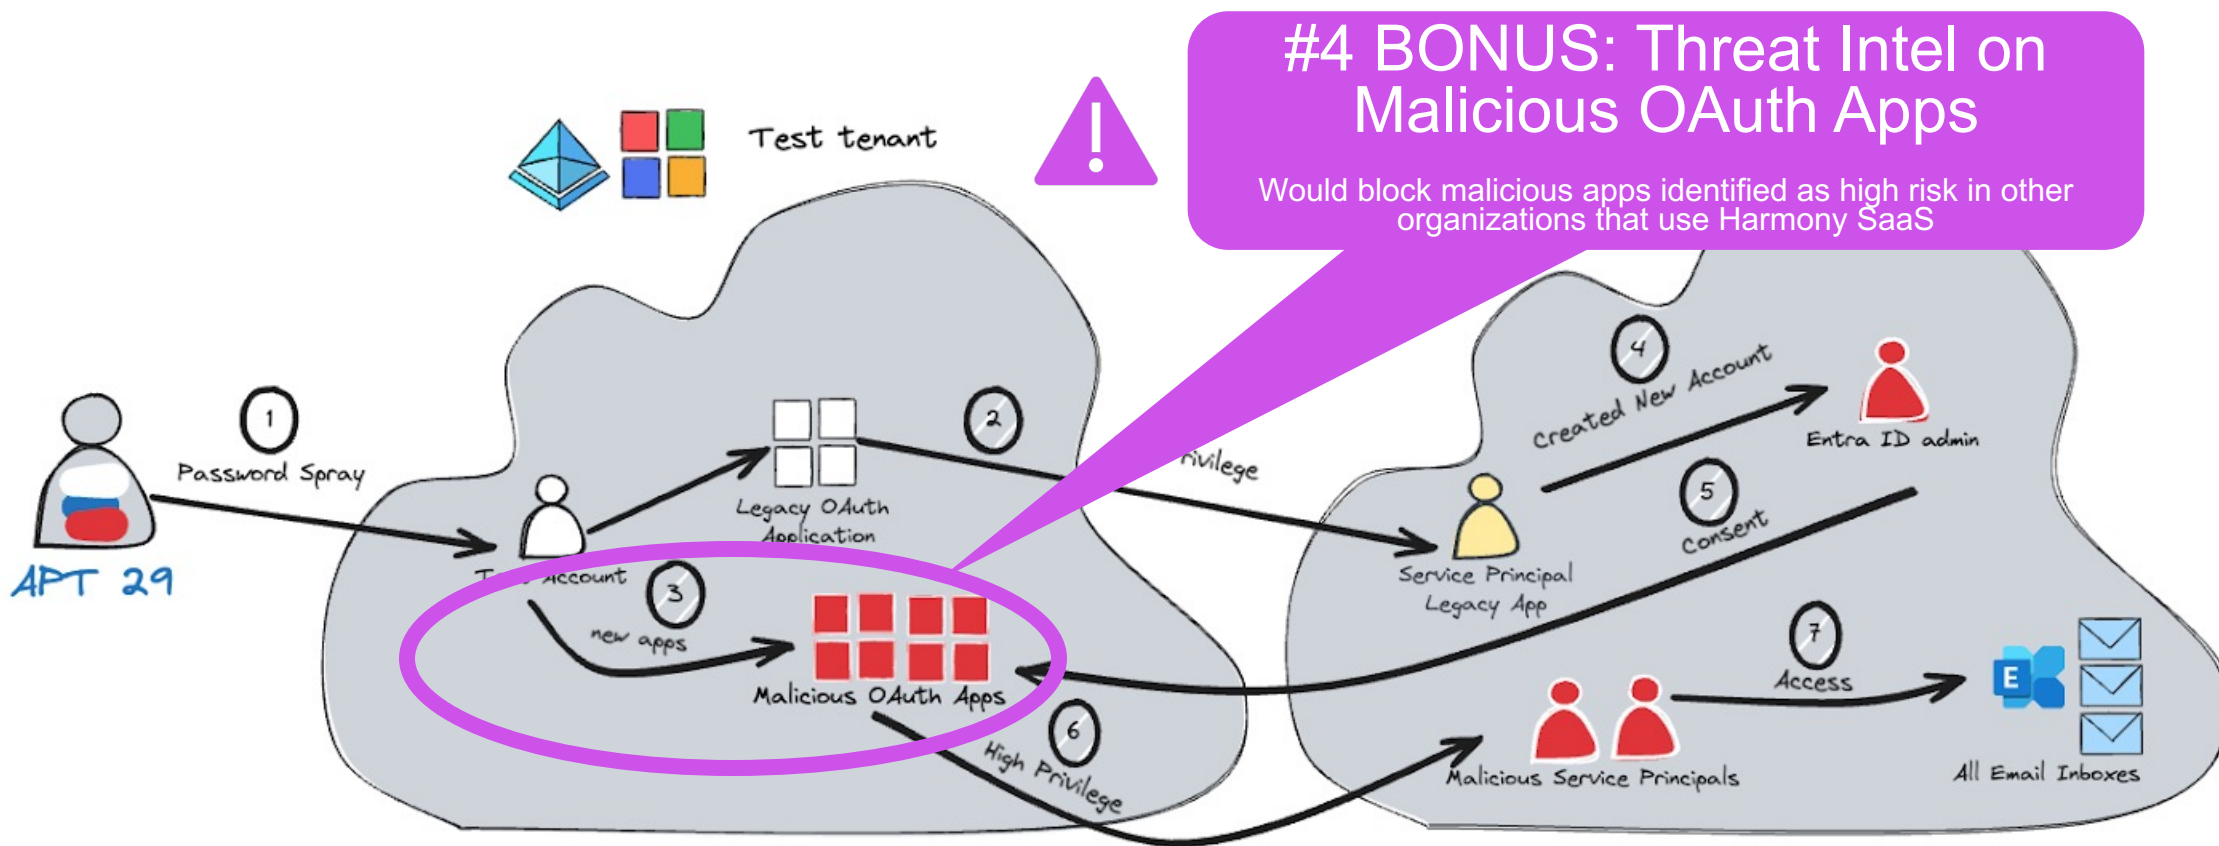 #4 BONUS: Threat Intel on
Malicious OAuth Apps
Would block malicious apps identified as high risk in other
organizations that use Harmony SaaS
Test tenant
1
Password Spray
APT 29
Account
Legacy OAuth
Application
2
3
new apps
Malicious OAuth Apps
4
Created New Account
Entra ID admin
5
Consent
Service Principal
Legacy App
6
High Privilege
Malicious Service Principals
7
Access
E
All Email Inboxes